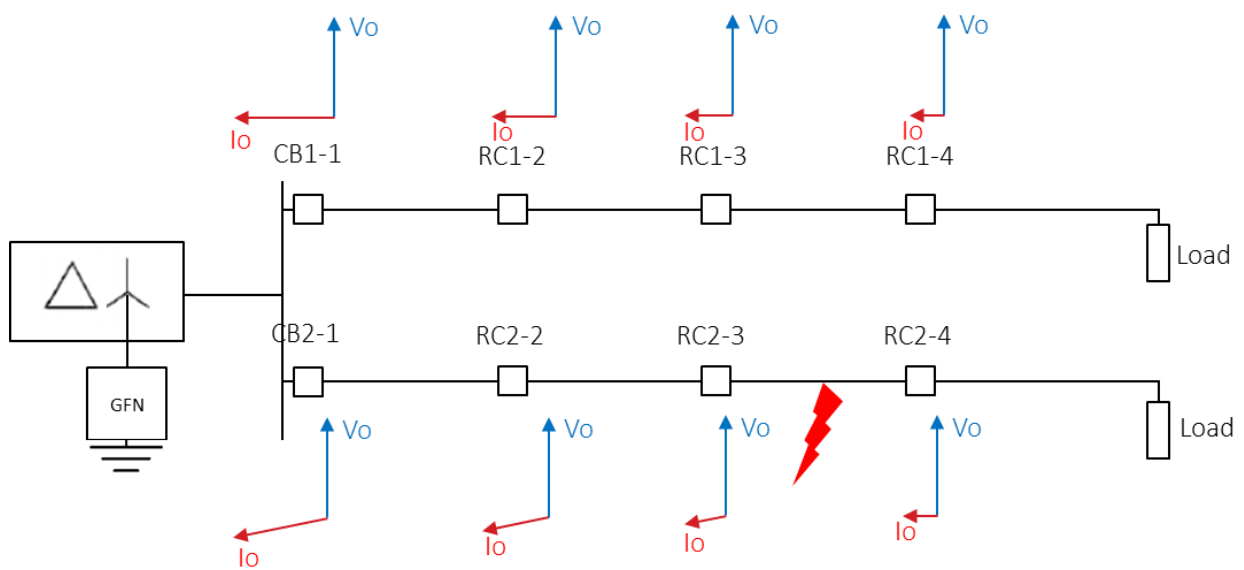 Vo
Vo
Vo
Vo
Io
Io
Io
Io
CB1-1
RC1-2
RC1-3
RC1-4
Load
CB2-1
RC2-2
RC2-3
RC2-4
GFN
Load
Vo
Vo
Vo
Vo
Io
Io
Io
Io